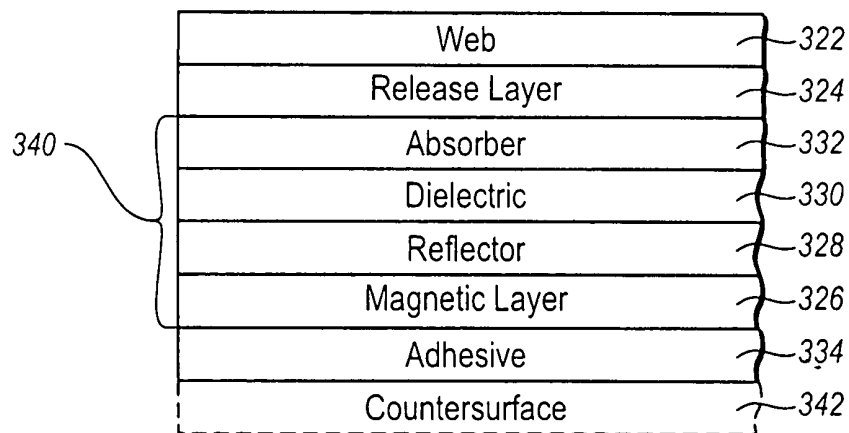 Web 322
Release Layer 324
340 Absorber 332
Dielectric 330
Reflector 328
Magnetic Layer 326
Adhesive 334
Countersurface 342